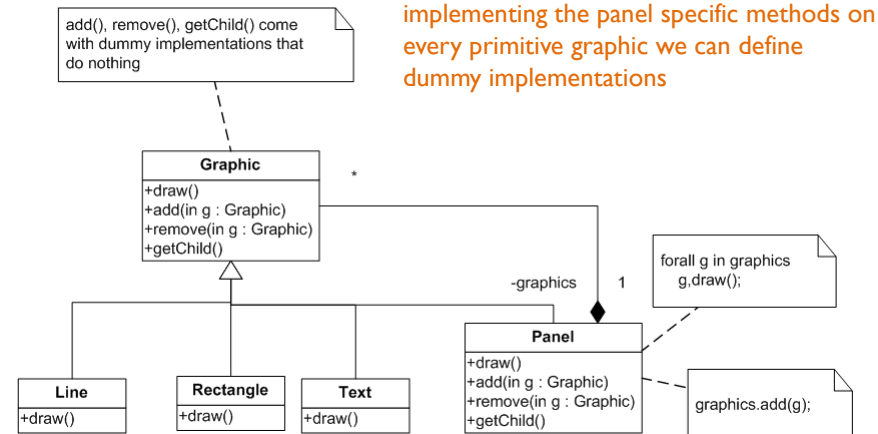 implementing the panel specific methods on
every primitive graphic we can define
dummy implementations
add(), remove(), getChild() come
with dummy implementations that
do nothing
Graphic
+draw()
+add(in g : Graphic)
+remove(in g : Graphic)
+getChild()
*
-graphics
1
forall g in graphics
g,draw();
Panel
+draw()
+add(in g : Graphic)
+remove(in g : Graphic)
+getChild()
graphics.add(g);
Line
+draw()
Rectangle
+draw()
Text
+draw()